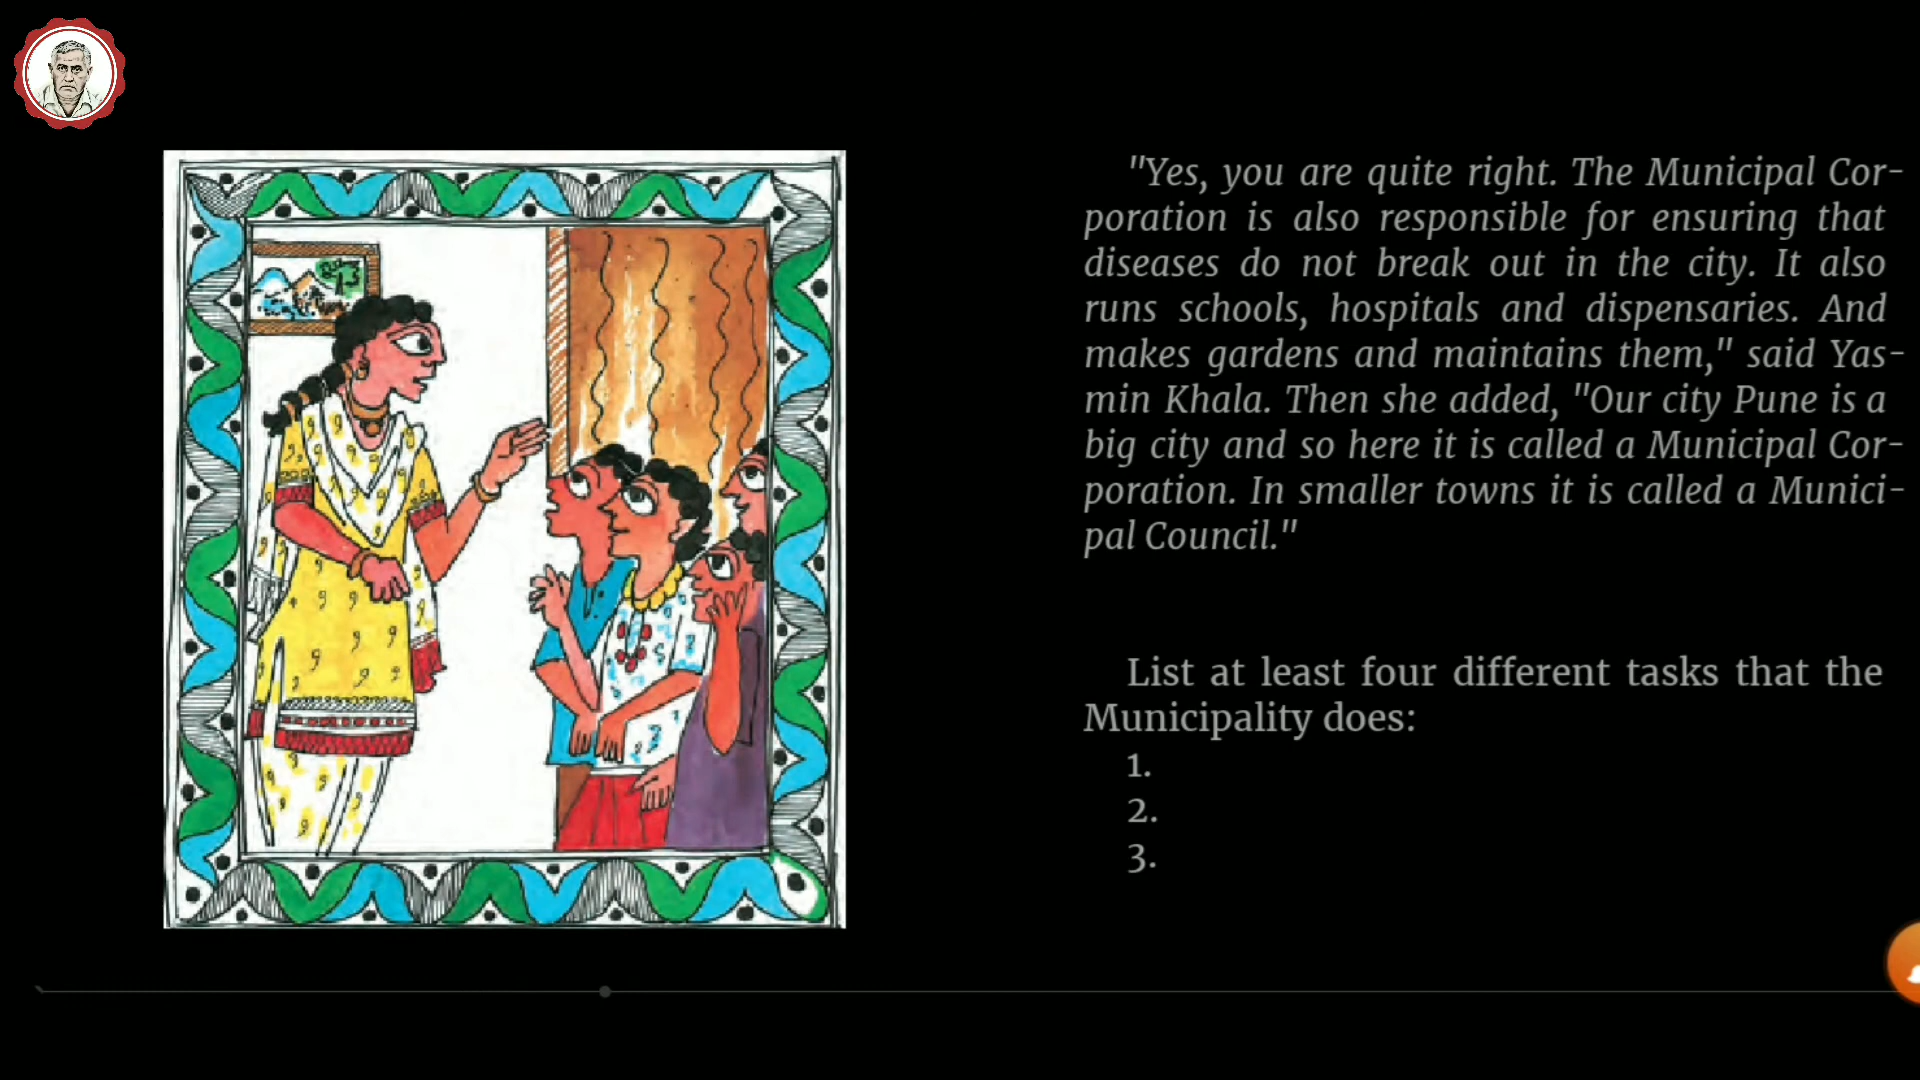 "Yes, you are quite right. The Municipal Cor-
poration is also responsible for ensuring that
diseases do not break out in the city. It also
runs schools, hospitals and dispensaries. And
makes gardens and maintains them," said Yas-
min Khala. Then she added, "Our city Pune is a
big city and so here it is called a Municipal Cor-
poration. In smaller towns it is called a Munici-
pal Council."
List at least four different tasks that the
Municipality does:
1.
2.
3.